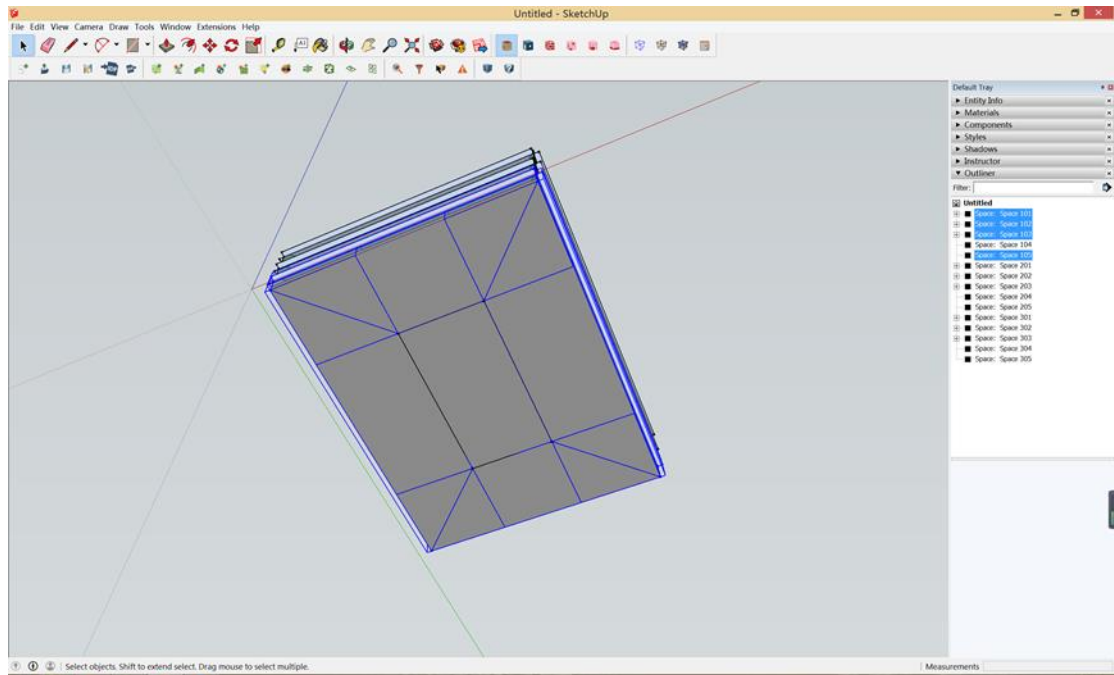 Untitled - SketchUp
File Edit View Camera Draw Tools Window Extensions Help
Default Tray
Entity Info
Materials
Components
Styles
Shadows
Instructor
Outliner
Filter:
Untitled
Space: Space 101
Space: Space 102
Space: Space 103
Space: Space 104
Space: Space 105
Space: Space 201
Space: Space 202
Space: Space 203
Space: Space 204
Space: Space 205
Space: Space 301
Space: Space 302
Space: Space 303
Space: Space 304
Space: Space 305
Select objects. Shift to extend select. Drag mouse to select multiple.
Measurements